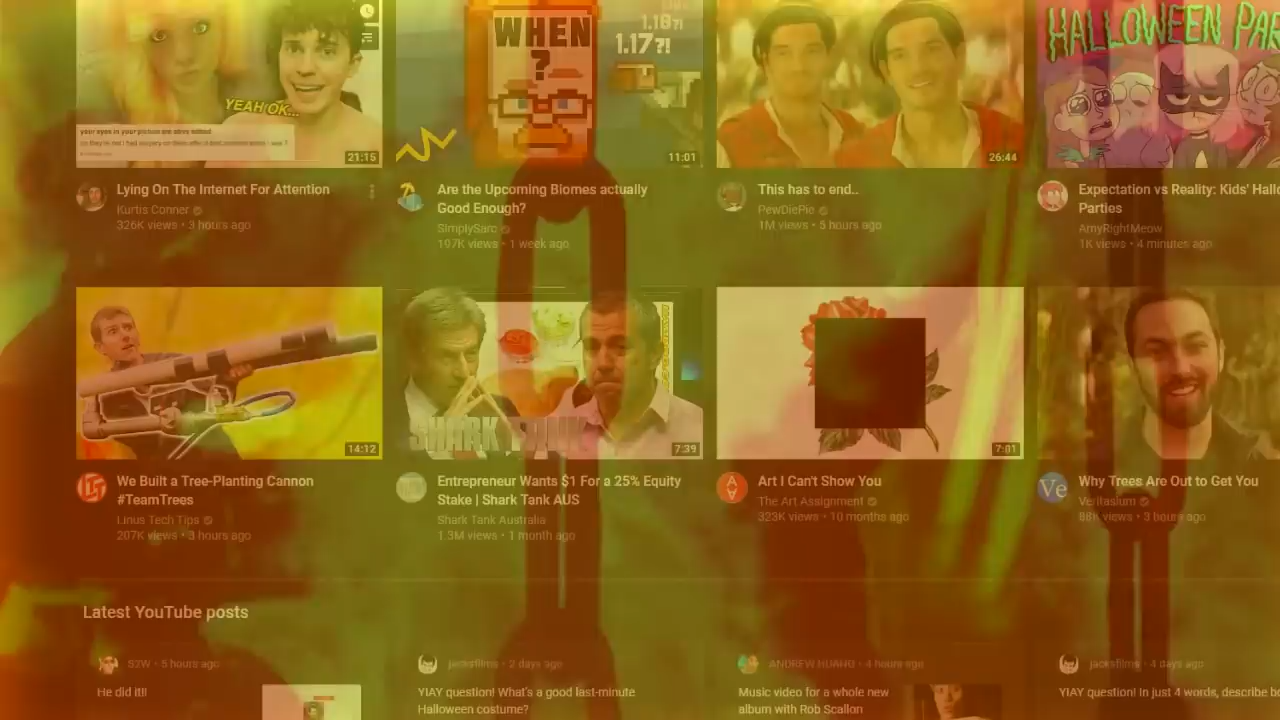 WHEN
?
1.18?!
1.17?!
HALLOWEEN PAR
YEAH OK...
21:15
11:01
26:44
Lying On The Internet For Attention
Kurtis Conner
326K views • 3 hours ago
Are the Upcoming Biomes actually
Good Enough?
SimplySarc
197K views • 1 week ago
This has to end..
PewDiePie
1M views • 5 hours ago
Expectation vs Reality: Kids' Hallo
Parties
AmyRightMeow
1K views • 4 minutes ago
SHARK TANK
14:12
7:39
7:01
We Built a Tree-Planting Cannon
#TeamTrees
Linus Tech Tips
207K views • 3 hours ago
Entrepreneur Wants $1 For a 25% Equity
Stake | Shark Tank AUS
Shark Tank Australia
1.3M views • 1 month ago
Art I Can't Show You
The Art Assignment
323K views • 10 months ago
Ve
Why Trees Are Out to Get You
Veritasium
88K views • 3 hours ago
Latest YouTube posts
S2W • 5 hours ago
He did it!!
jacksfilms • 2 days ago
YIAY question! What's a good last-minute
Halloween costume?
ANDREW HUANG • 4 hours ago
Music video for a whole new
album with Rob Scallon
jacksfilms • 4 days ago
YIAY question! In just 4 words, describe bo